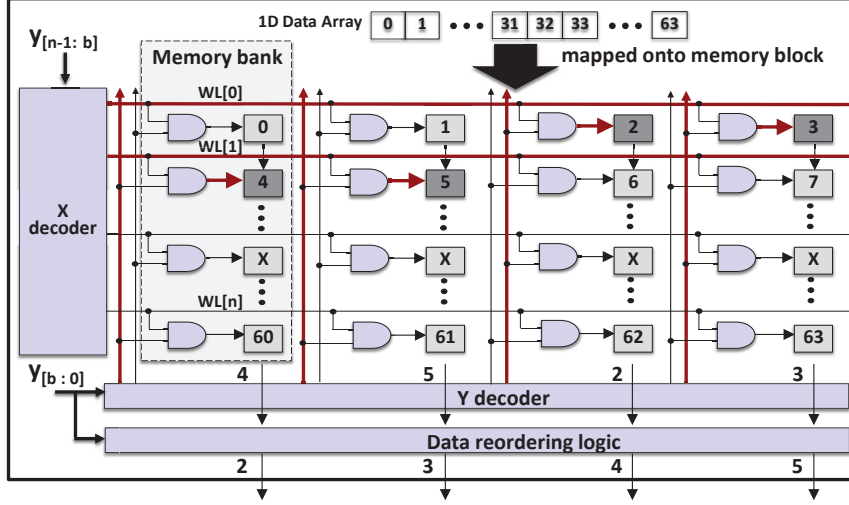 1D Data Array 0 1 ••• 31 32 33 ••• 63
mapped onto memory block
y[n-1: b]
Memory bank
WL[0]
0 1 2 3
WL[1]
4 5 6 7
X decoder
X X X X
WL[n]
60 61 62 63
y[b : 0]
4 5 2 3
Y decoder
Data reordering logic
2 3 4 5